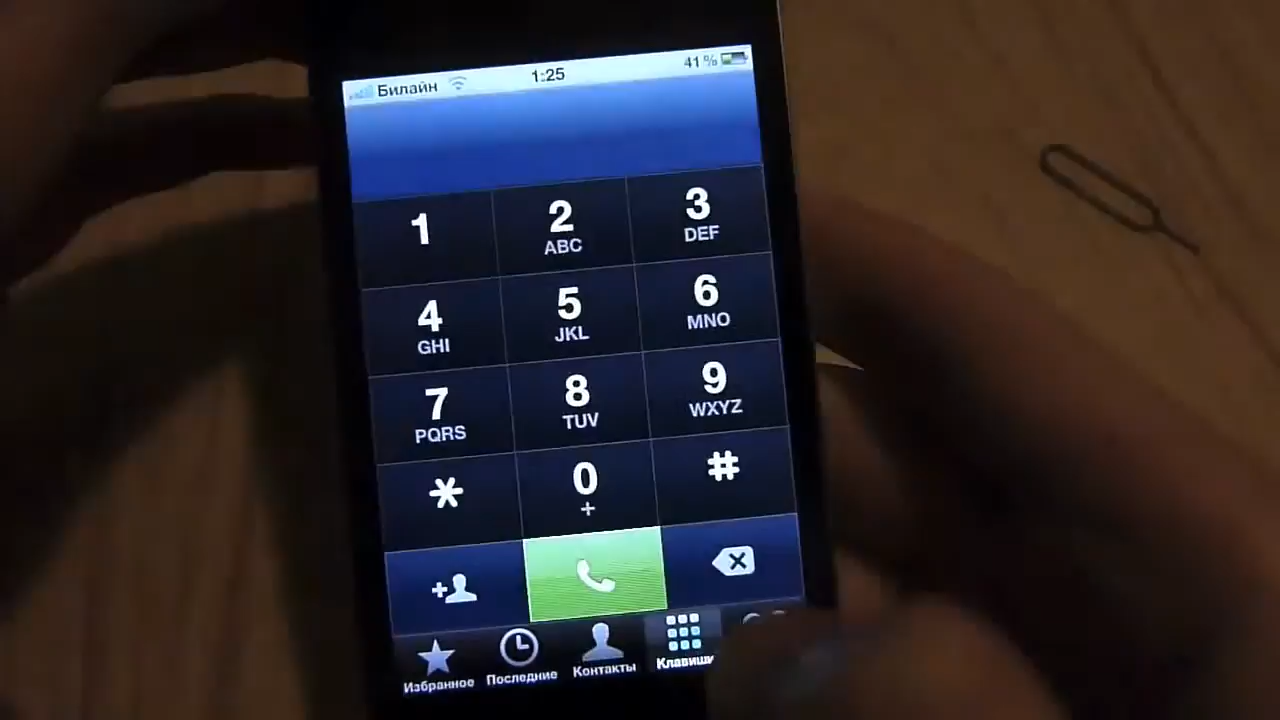 Билайн 1:25 41%
1 2 ABC 3 DEF
4 GHI 5 JKL 6 MNO
7 PQRS 8 TUV 9 WXYZ
* 0 + #
+
Избранное Последние Контакты Клавиши